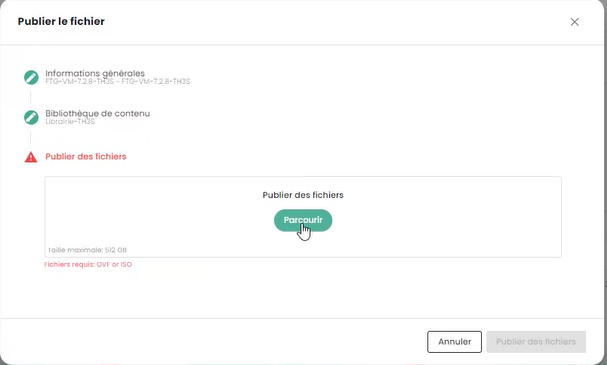 Publier le fichier
Informations générales
FTG-VM-7.2.8-TH3S - FTG-VM-7.2.8-TH3S
Bibliothèque de contenu
Librairie-TH3S
Publier des fichiers
Publier des fichiers
Parcourir
Taille maximale: 512 GB
Fichiers requis: OVF or ISO
Annuler
Publier des fichiers